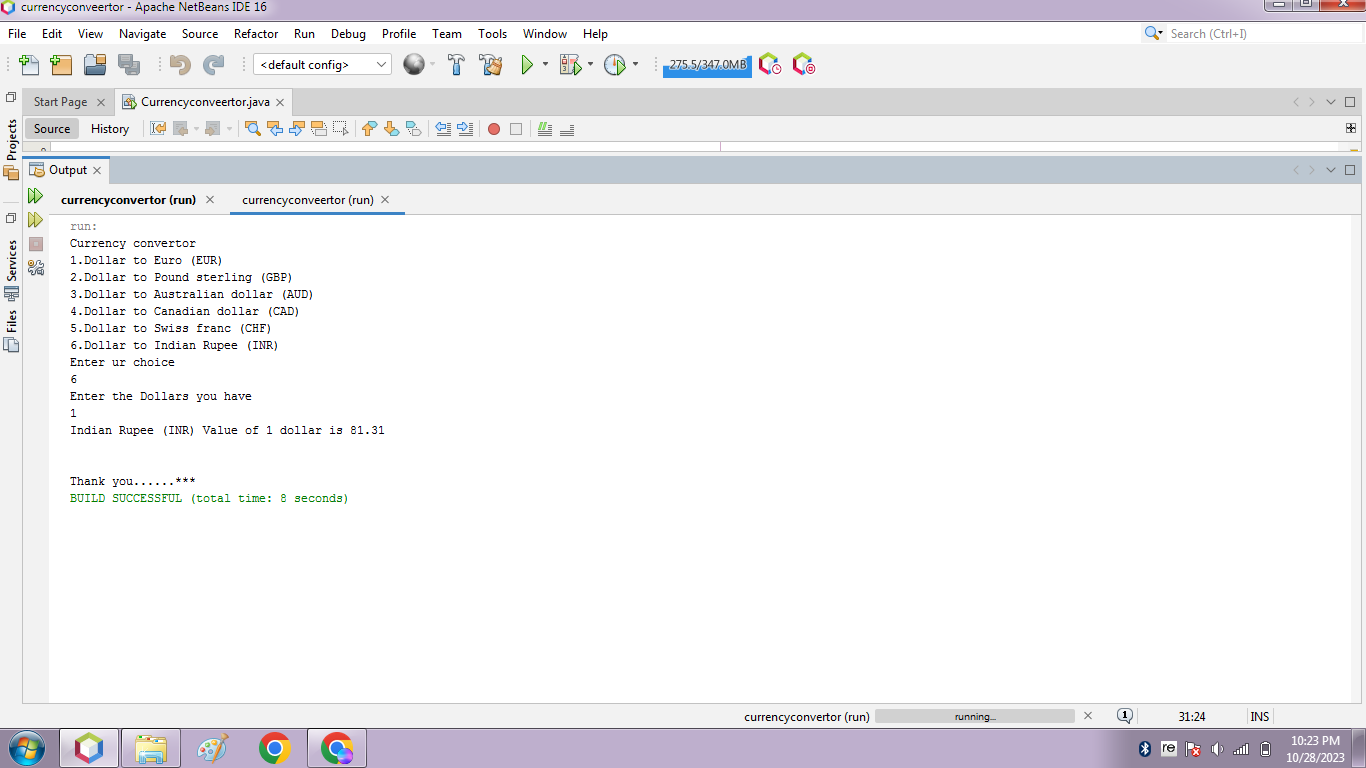 currencyconveertor - Apache NetBeans IDE 16
File Edit View Navigate Source Refactor Run Debug Profile Team Tools Window Help
Search (Ctrl+I)
<default config>
275.5/347.0MB
Start Page
Currencyconveertor.java
Source History
Projects
Services
Files
Output
currencyconvertor (run)
currencyconveertor (run)
run:
Currency convertor
1.Dollar to Euro (EUR)
2.Dollar to Pound sterling (GBP)
3.Dollar to Australian dollar (AUD)
4.Dollar to Canadian dollar (CAD)
5.Dollar to Swiss franc (CHF)
6.Dollar to Indian Rupee (INR)
Enter ur choice
6
Enter the Dollars you have
1
Indian Rupee (INR) Value of 1 dollar is 81.31
Thank you......***
BUILD SUCCESSFUL (total time: 8 seconds)
currencyconvertor (run)
running...
1
31:24
INS
re
10:23 PM
10/28/2023